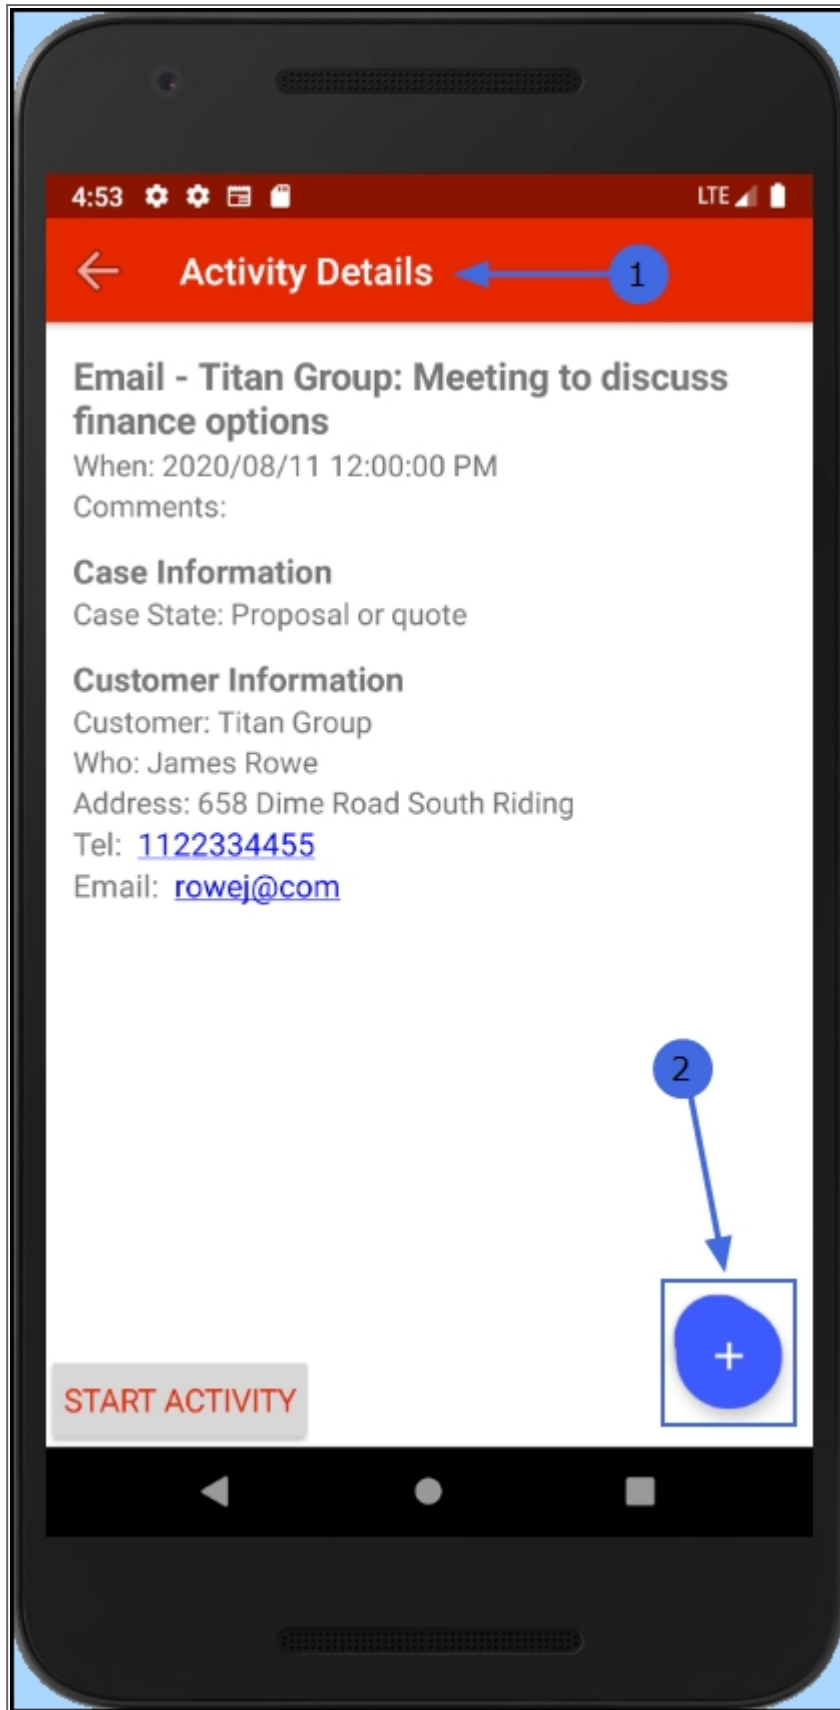 4:53
LTE
Activity Details
1
Email - Titan Group: Meeting to discuss
finance options
When: 2020/08/11 12:00:00 PM
Comments:
Case Information
Case State: Proposal or quote
Customer Information
Customer: Titan Group
Who: James Rowe
Address: 658 Dime Road South Riding
Tel: 1122334455
Email: rowej@com
2
+
START ACTIVITY